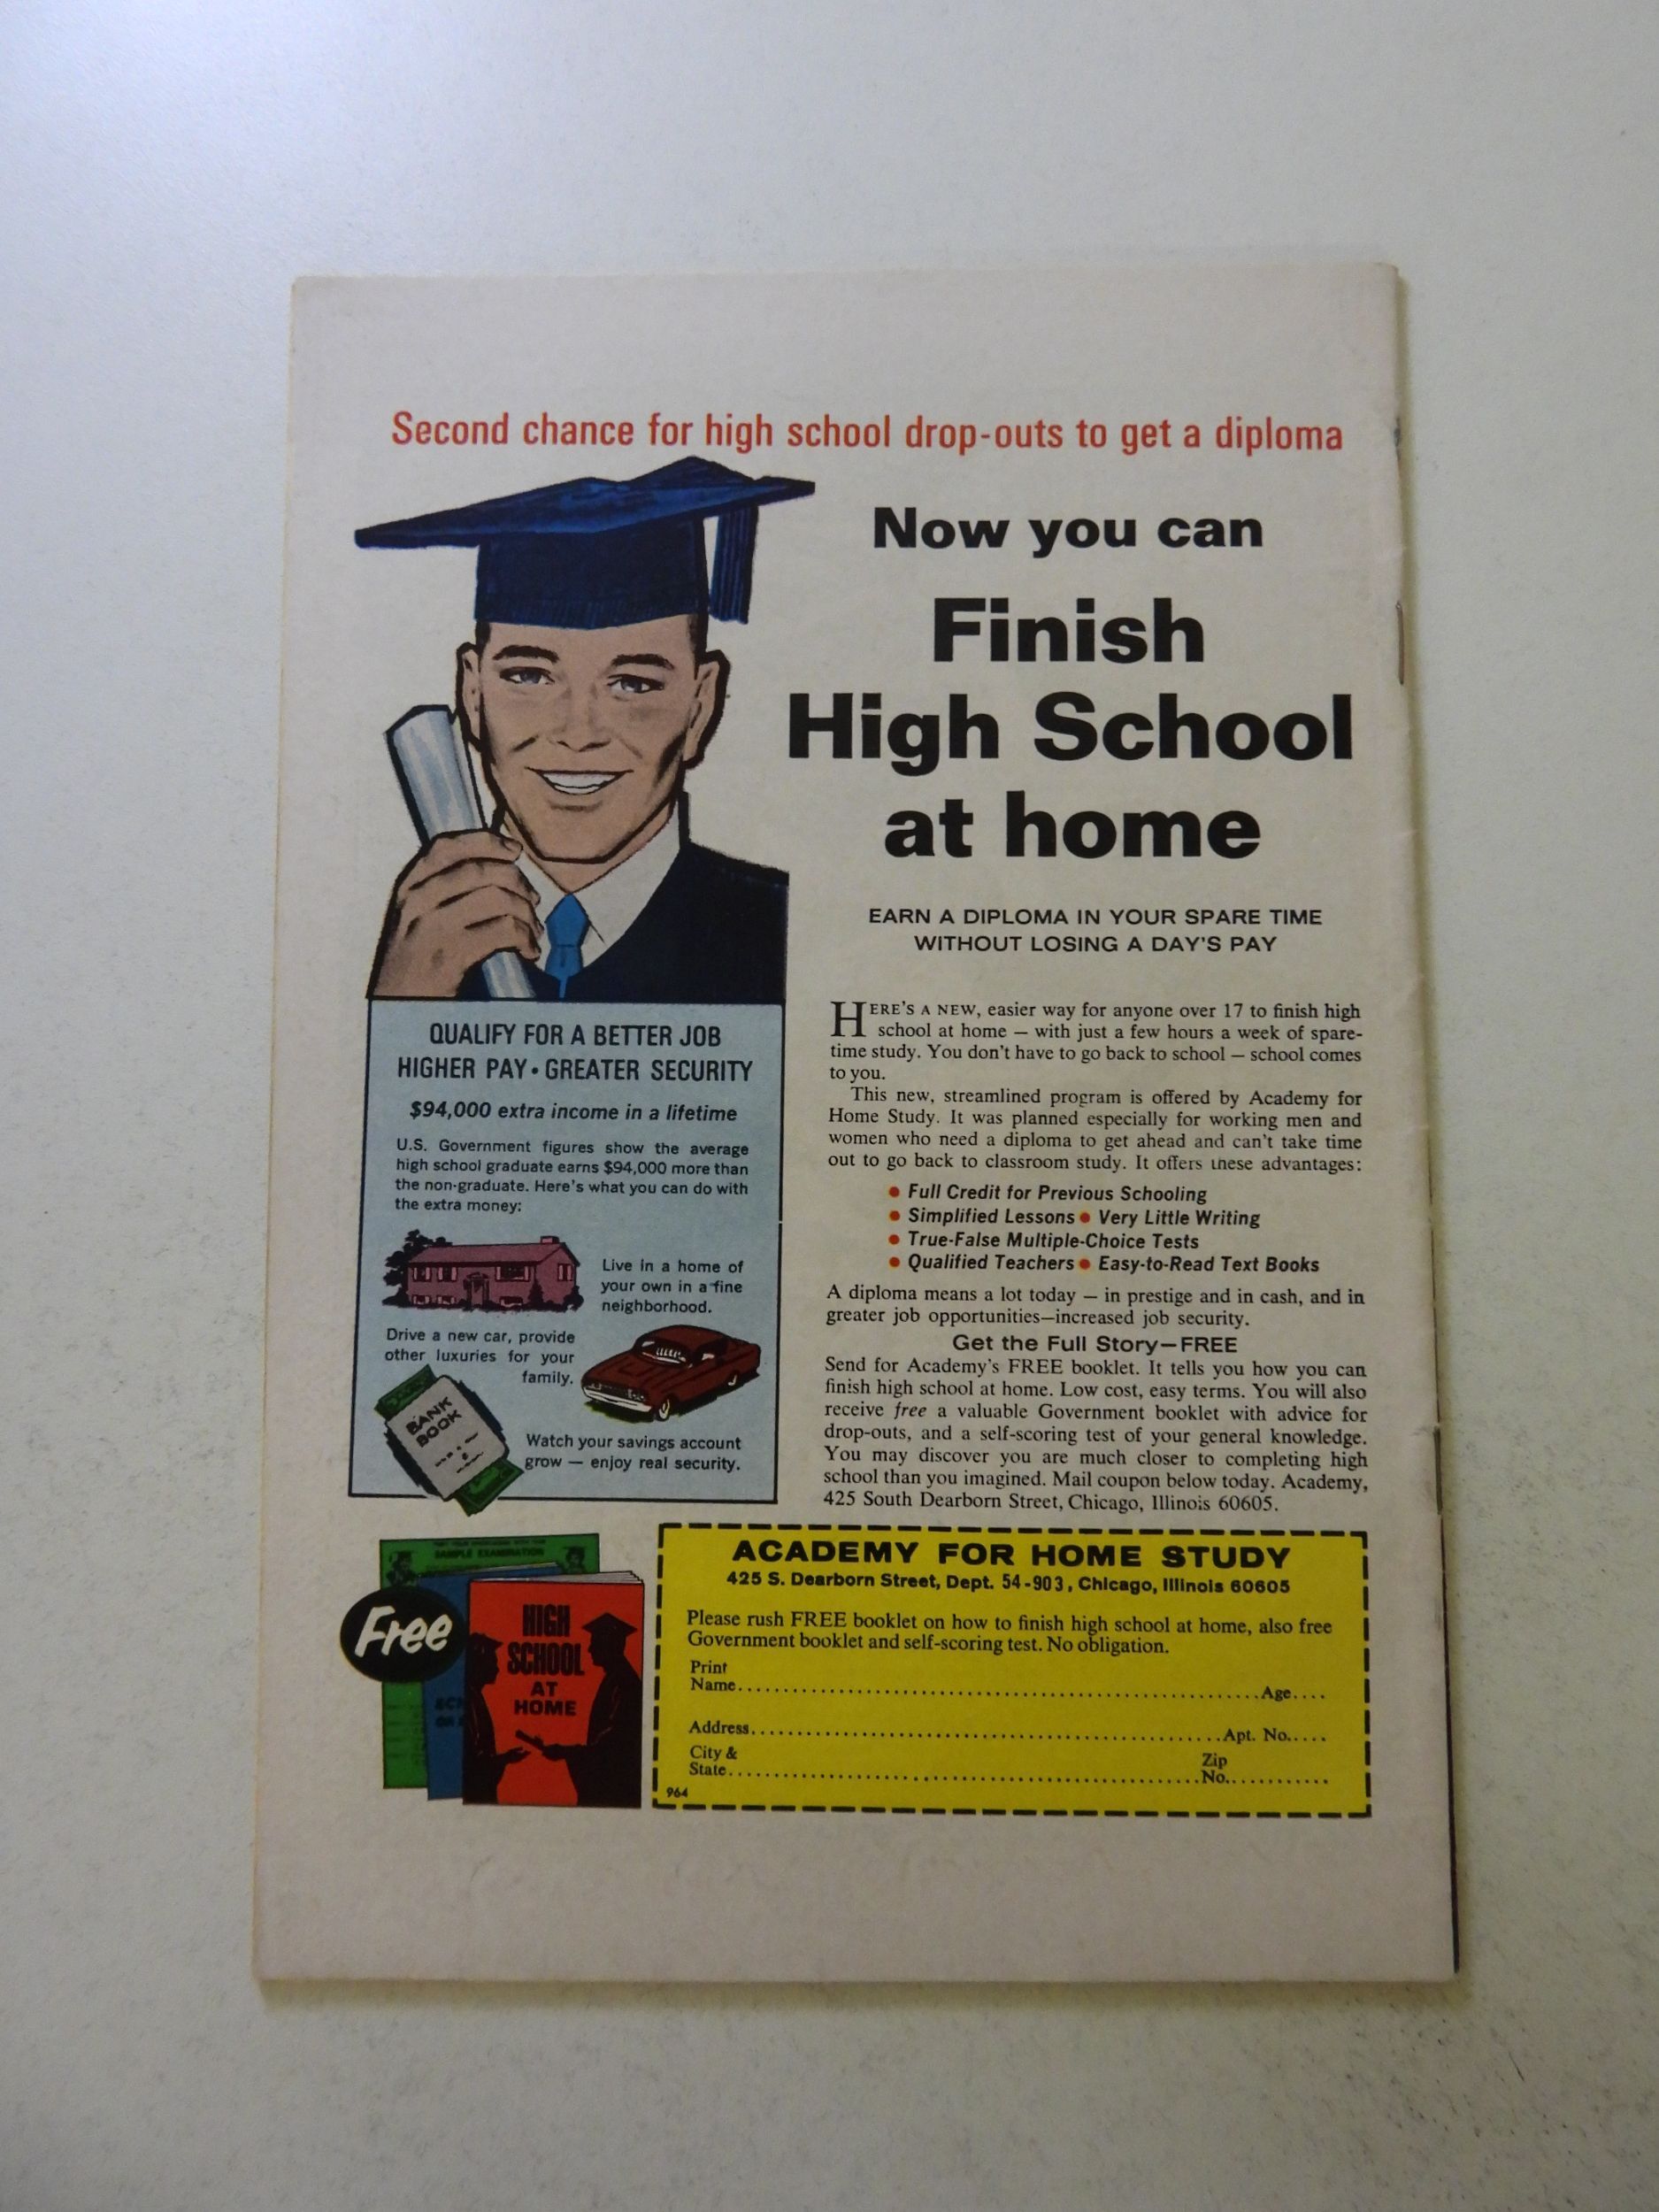 Second chance for high school drop-outs to get a diploma
Now you can
Finish
High School
at home
EARN A DIPLOMA IN YOUR SPARE TIME
WITHOUT LOSING A DAY'S PAY
HERE'S A NEW, easier way for anyone over 17 to finish high
school at home — with just a few hours a week of spare-
time study. You don't have to go back to school — school comes
to you.
This new, streamlined program is offered by Academy for
Home Study. It was planned especially for working men and
women who need a diploma to get ahead and can't take time
out to go back to classroom study. It offers these advantages:
• Full Credit for Previous Schooling
• Simplified Lessons • Very Little Writing
• True-False Multiple-Choice Tests
• Qualified Teachers • Easy-to-Read Text Books
A diploma means a lot today — in prestige and in cash, and in
greater job opportunities—increased job security.
Get the Full Story—FREE
Send for Academy's FREE booklet. It tells you how you can
finish high school at home. Low cost, easy terms. You will also
receive free a valuable Government booklet with advice for
drop-outs, and a self-scoring test of your general knowledge.
You may discover you are much closer to completing high
school than you imagined. Mail coupon below today. Academy,
425 South Dearborn Street, Chicago, Illinois 60605.
QUALIFY FOR A BETTER JOB
HIGHER PAY • GREATER SECURITY
$94,000 extra income in a lifetime
U.S. Government figures show the average
high school graduate earns $94,000 more than
the non-graduate. Here's what you can do with
the extra money:
Live in a home of
your own in a fine
neighborhood.
Drive a new car, provide
other luxuries for your
family.
BANK
BOOK
Watch your savings account
grow — enjoy real security.
SAMPLE EXAMINATION
Free
HIGH
SCHOOL
AT
HOME
ACADEMY FOR HOME STUDY
425 S. Dearborn Street, Dept. 54-903, Chicago, Illinois 60605
Please rush FREE booklet on how to finish high school at home, also free
Government booklet and self-scoring test. No obligation.
Print
Name..........Age....
Address..........Apt. No.....
City & Zip
State..........No..........
964